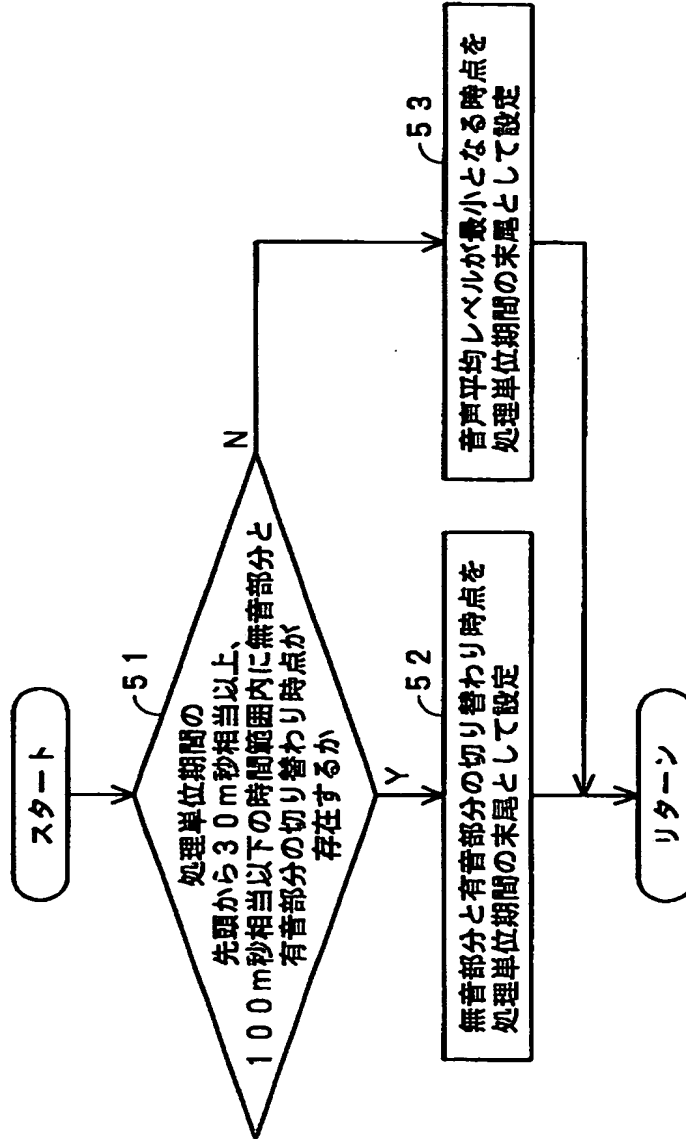 スタート
51
処理単位期間の
先頭から30m秒相当以上、
100m秒相当以下の時間範囲内に無音部分と
有音部分の切り替わり時点が
存在するか
Y
N
52
無音部分と有音部分の切り替わり時点を
処理単位期間の末尾として設定
53
音声平均レベルが最小となる時点を
処理単位期間の末尾として設定
リターン